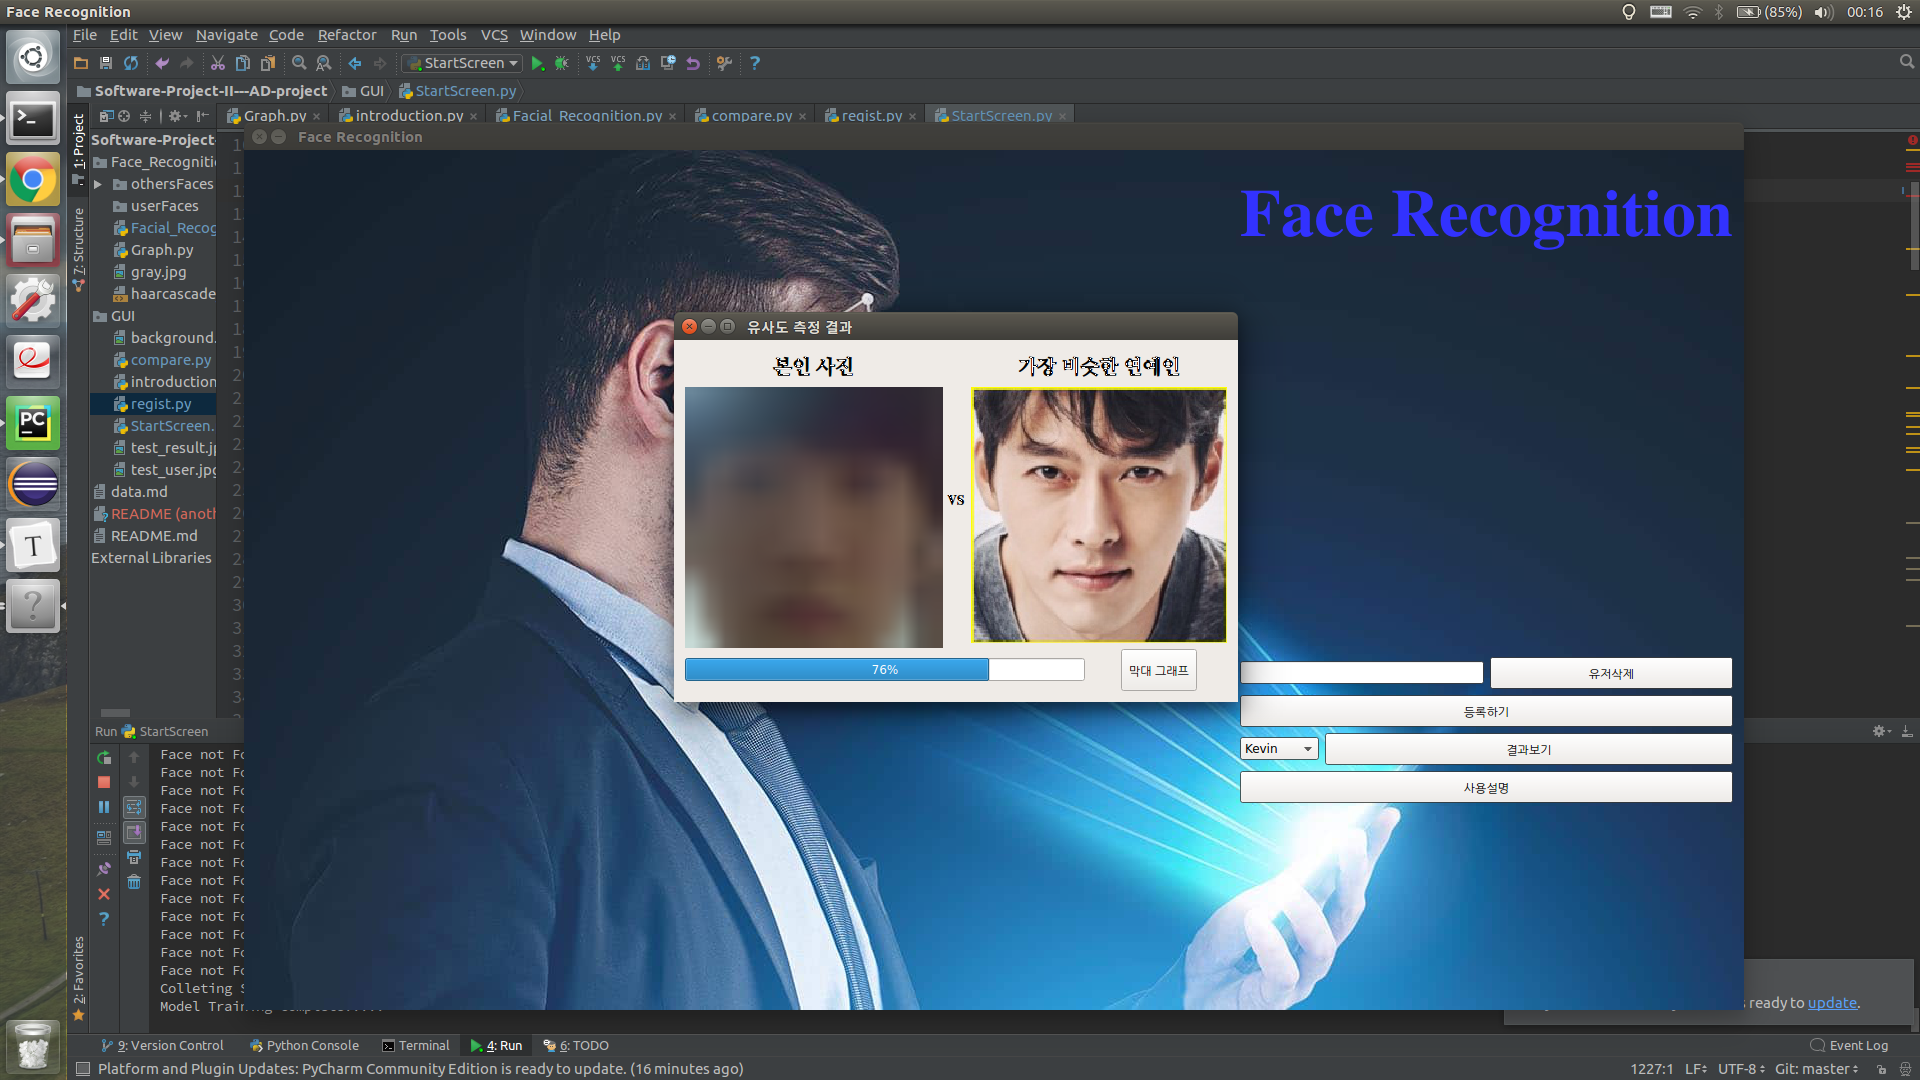 Face Recognition
(85%)
00:16
File Edit View Navigate Code Refactor Run Tools VCS Window Help
StartScreen
VCS VCS
Software-Project-II---AD-project GUI StartScreen.py
1: Project
7: Structure
2: Favorites
Graph.py introduction.py Facial_Recognition.py compare.py regist.py StartScreen.py
Software-Project-
Face_Recognitio
othersFaces
userFaces
Facial_Recog
Graph.py
gray.jpg
haarcascade
GUI
background.
compare.py
introduction
regist.py
StartScreen.
test_result.jp
test_user.jpg
data.md
README (anoth
README.md
External Libraries
Face Recognition
Face Recognition
유사도 측정 결과
본인 사진
가장 비슷한 연예인
vs
76%
막대 그래프
유저삭제
등록하기
Kevin
결과보기
사용설명
Run StartScreen
Face not Fo
Face not Fo
Face not Fo
Face not Fo
Face not Fo
Face not Fo
Face not Fo
Face not Fo
Face not Fo
Face not Fo
Face not Fo
Face not Fo
Face not Fo
Colleting S
Model Training
s ready to update.
9: Version Control Python Console Terminal 4: Run 6: TODO
Event Log
Platform and Plugin Updates: PyCharm Community Edition is ready to update. (16 minutes ago)
1227:1 LF UTF-8 Git: master